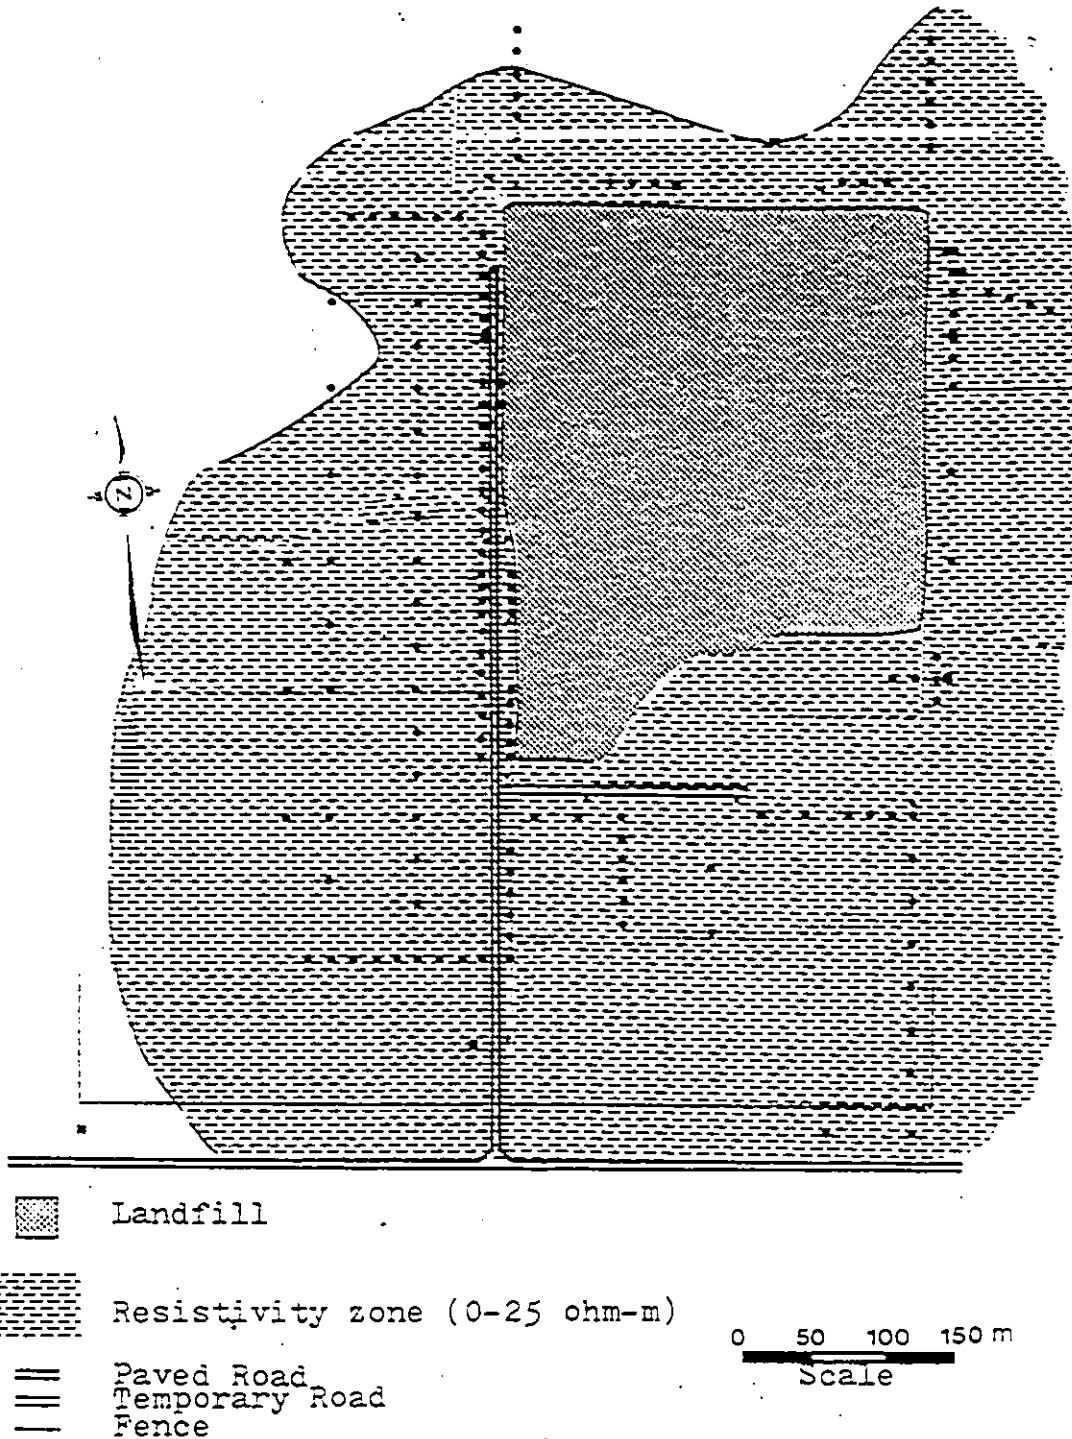 N
Landfill
Resistivity zone (0-25 ohm-m)
0 50 100 150 m
Scale
Paved Road
Temporary Road
Fence